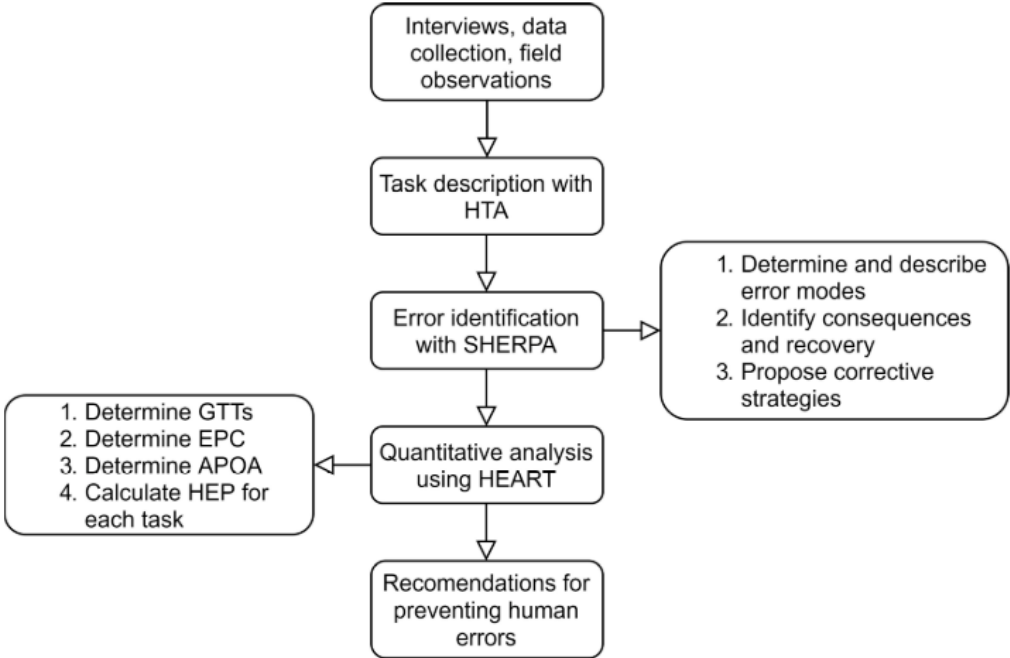 Interviews, data
collection, field
observations
Task description with
HTA
Error identification
with SHERPA
1. Determine and describe
error modes
2. Identify consequences
and recovery
3. Propose corrective
strategies
Quantitative analysis
using HEART
1. Determine GTTs
2. Determine EPC
3. Determine APOA
4. Calculate HEP for
each task
Recomendations for
preventing human
errors